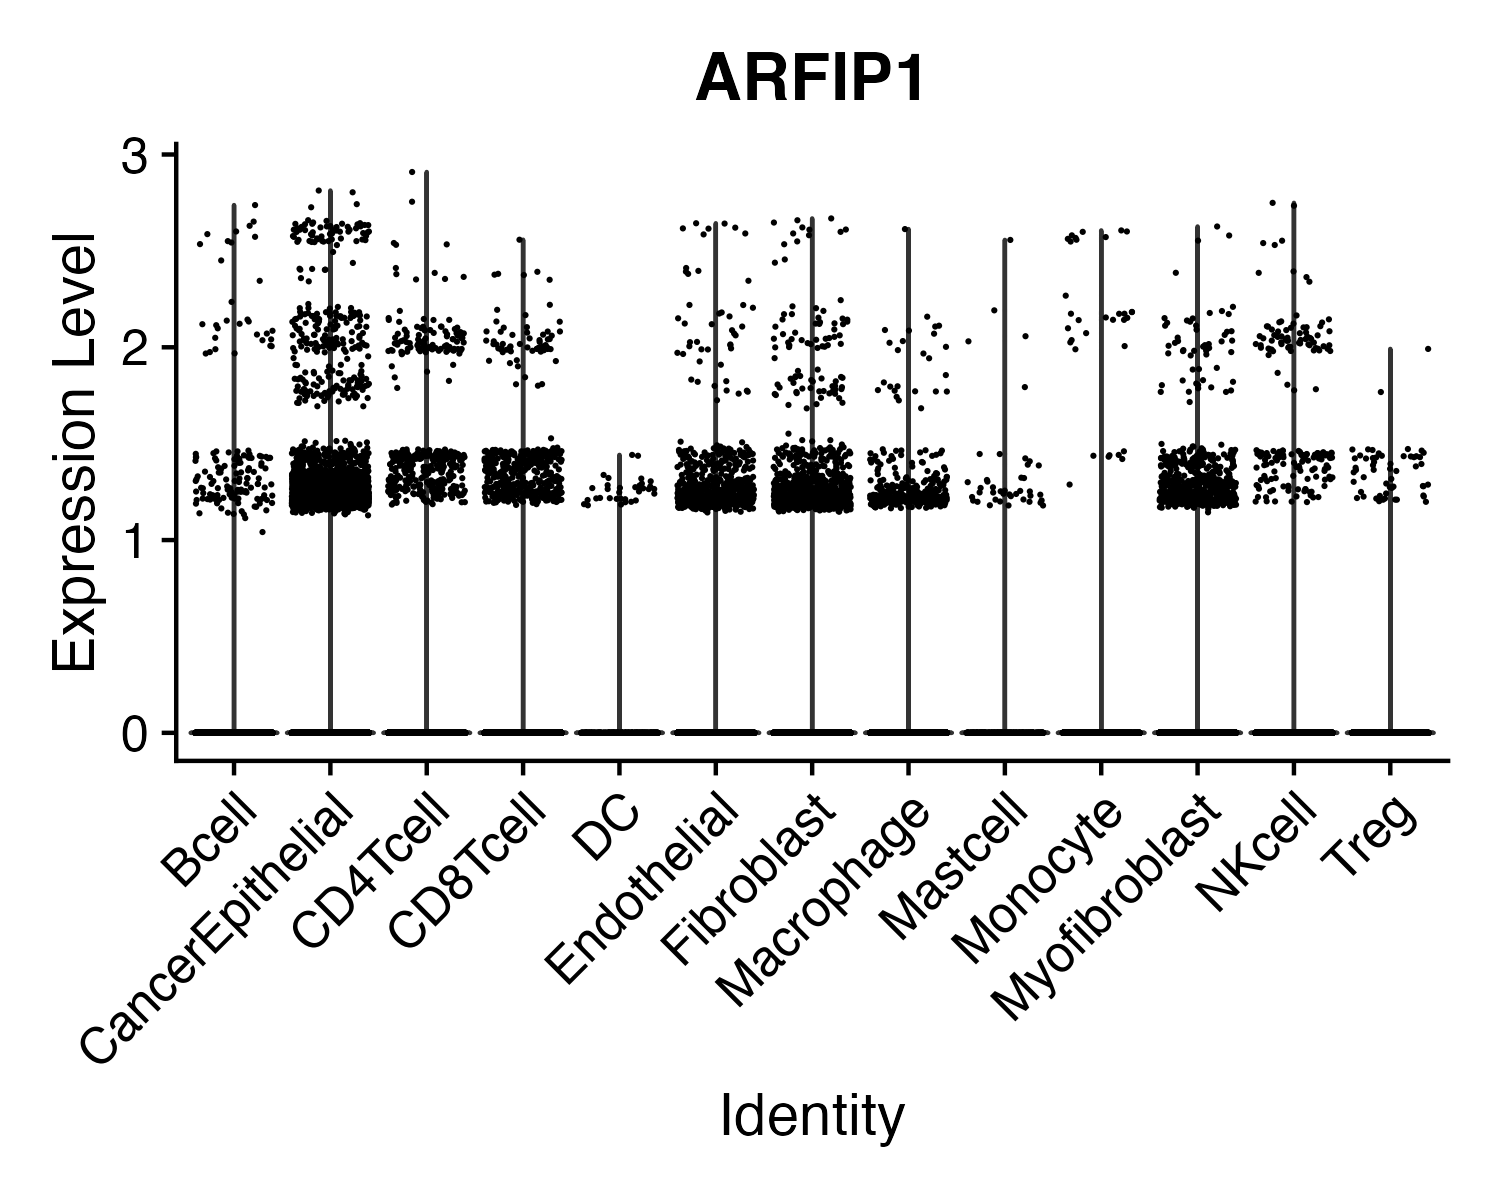 ARFIP1
Expression Level
3
2
1
0
Bcell
CancerEpithelial
CD4Tcell
CD8Tcell
DC
Endothelial
Fibroblast
Macrophage
Mastcell
Monocyte
Myofibroblast
NKcell
Treg
Identity